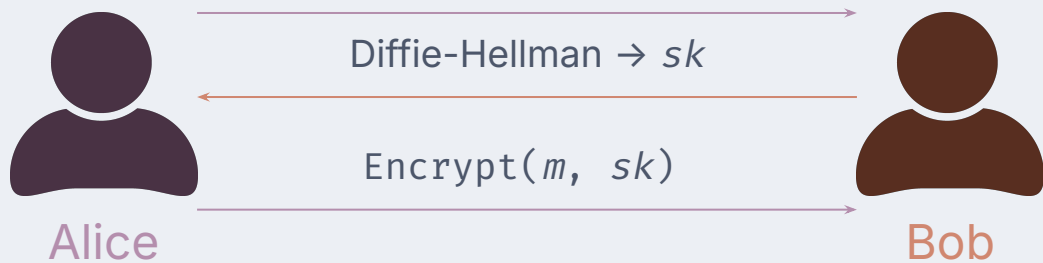 Diffie-Hellman → sk
Encrypt(m, sk)
Alice
Bob